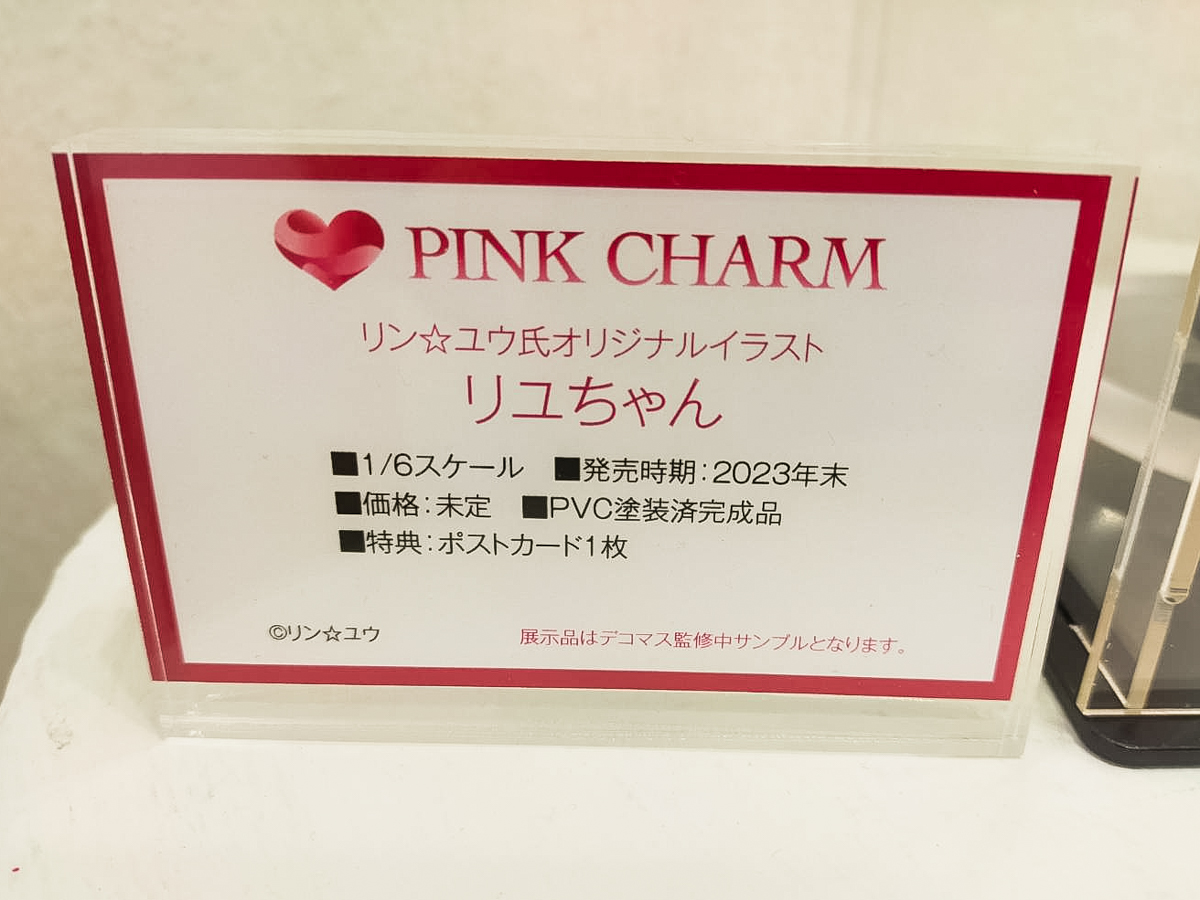 PINK CHARM
リン☆ユウ氏オリジナルイラスト
リユちゃん
■1/6スケール ■発売時期:2023年末
■価格:未定 ■PVC塗装済完成品
■特典:ポストカード1枚
©リン☆ユウ 展示品はデコマス監修中サンプルとなります。